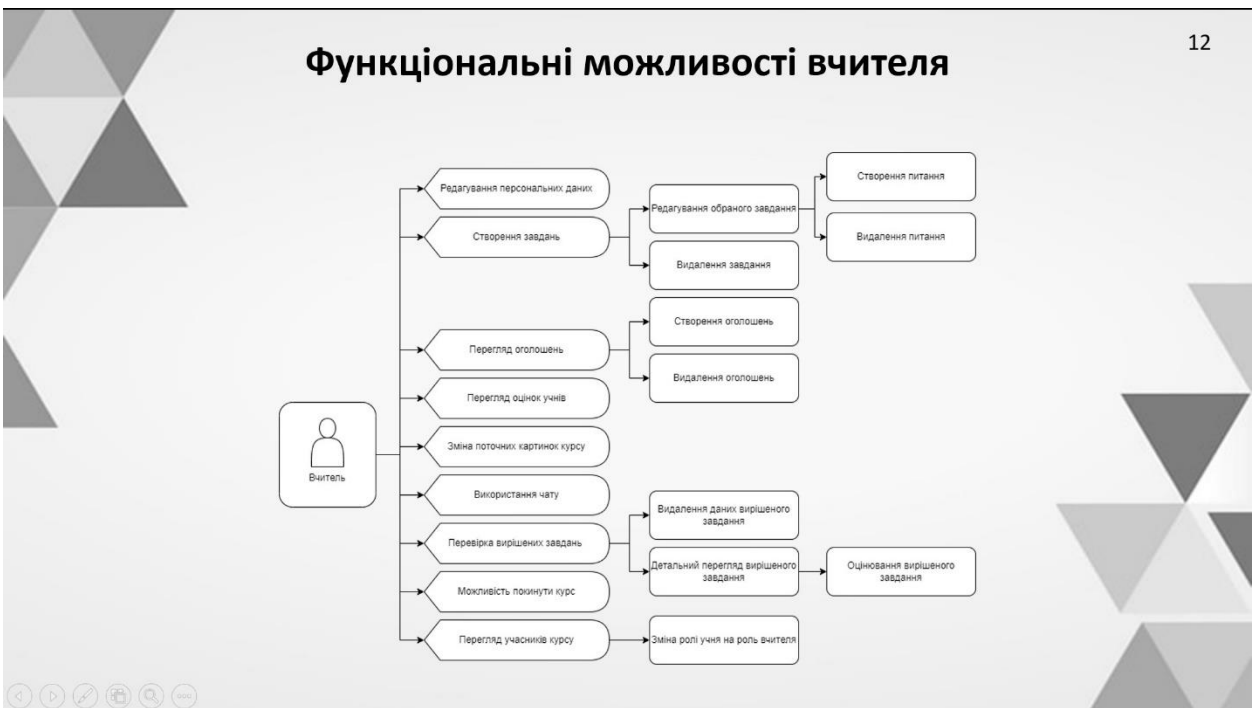 12
Функціональні можливості вчителя
Вчитель
Редагування персональних даних
Створення завдань
Редагування обраного завдання
Створення питання
Видалення питання
Видалення завдання
Перегляд оголошень
Створення оголошень
Видалення оголошень
Перегляд оцінок учнів
Зміна поточних картинок курсу
Використання чату
Перевірка вирішених завдань
Видалення даних вирішеного
завдання
Детальний перегляд вирішеного
завдання
Оцінювання вирішеного
завдання
Можливість покинути курс
Перегляд учасників курсу
Зміна ролі учня на роль вчителя